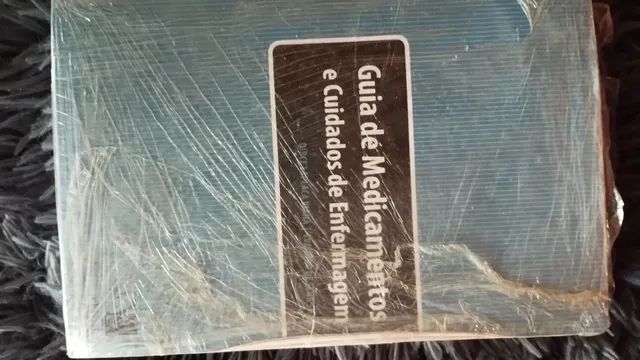 Guia de Medicamentos
e Cuidados de Enfermagem